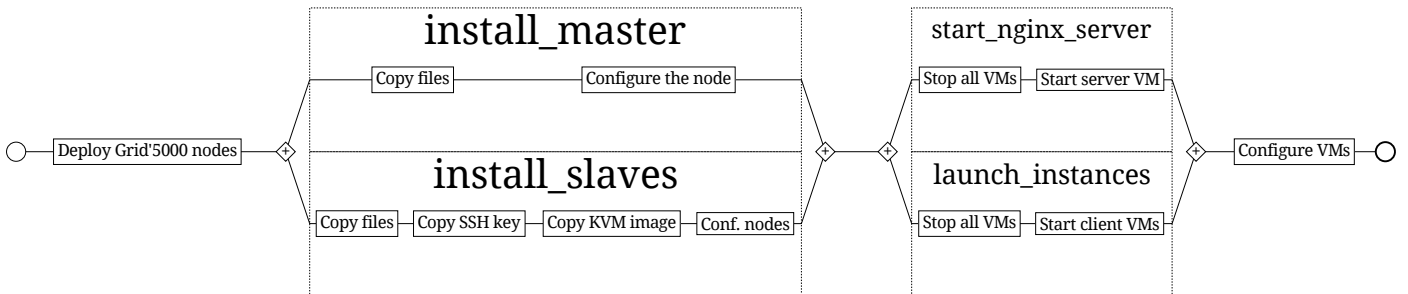 Deploy Grid'5000 nodes
+
install_master
Copy files
Configure the node
install_slaves
Copy files
Copy SSH key
Copy KVM image
Conf. nodes
+
+
start_nginx_server
Stop all VMs
Start server VM
launch_instances
Stop all VMs
Start client VMs
+
Configure VMs